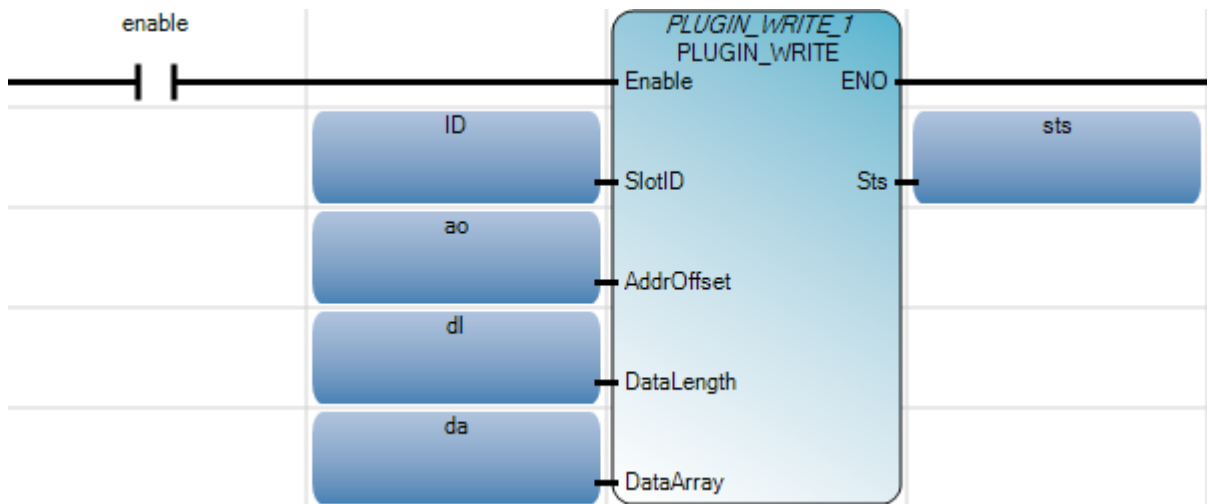 enable
PLUGIN_WRITE_1
PLUGIN_WRITE
Enable ENO
ID
sts
SlotID Sts
ao
AddrOffset
dl
DataLength
da
DataArray